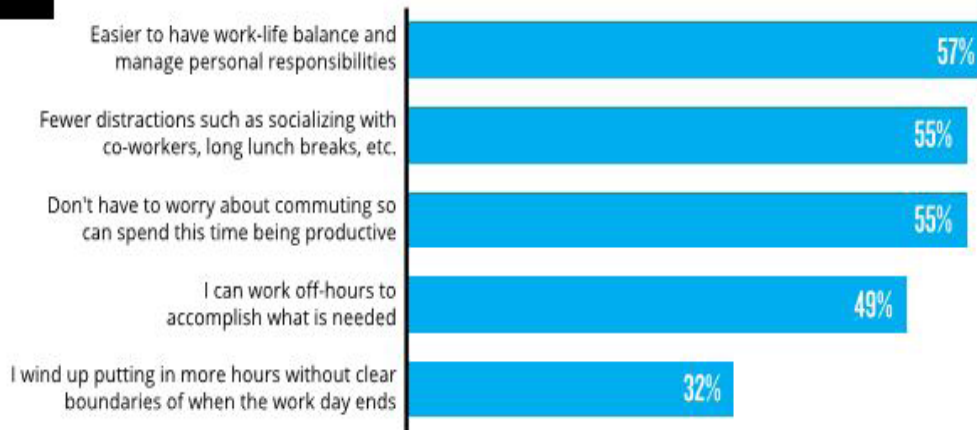 Easier to have work-life balance and
manage personal responsibilities
57%
Fewer distractions such as socializing with
co-workers, long lunch breaks, etc.
55%
Don't have to worry about commuting so
can spend this time being productive
55%
I can work off-hours to
accomplish what is needed
49%
I wind up putting in more hours without clear
boundaries of when the work day ends
32%